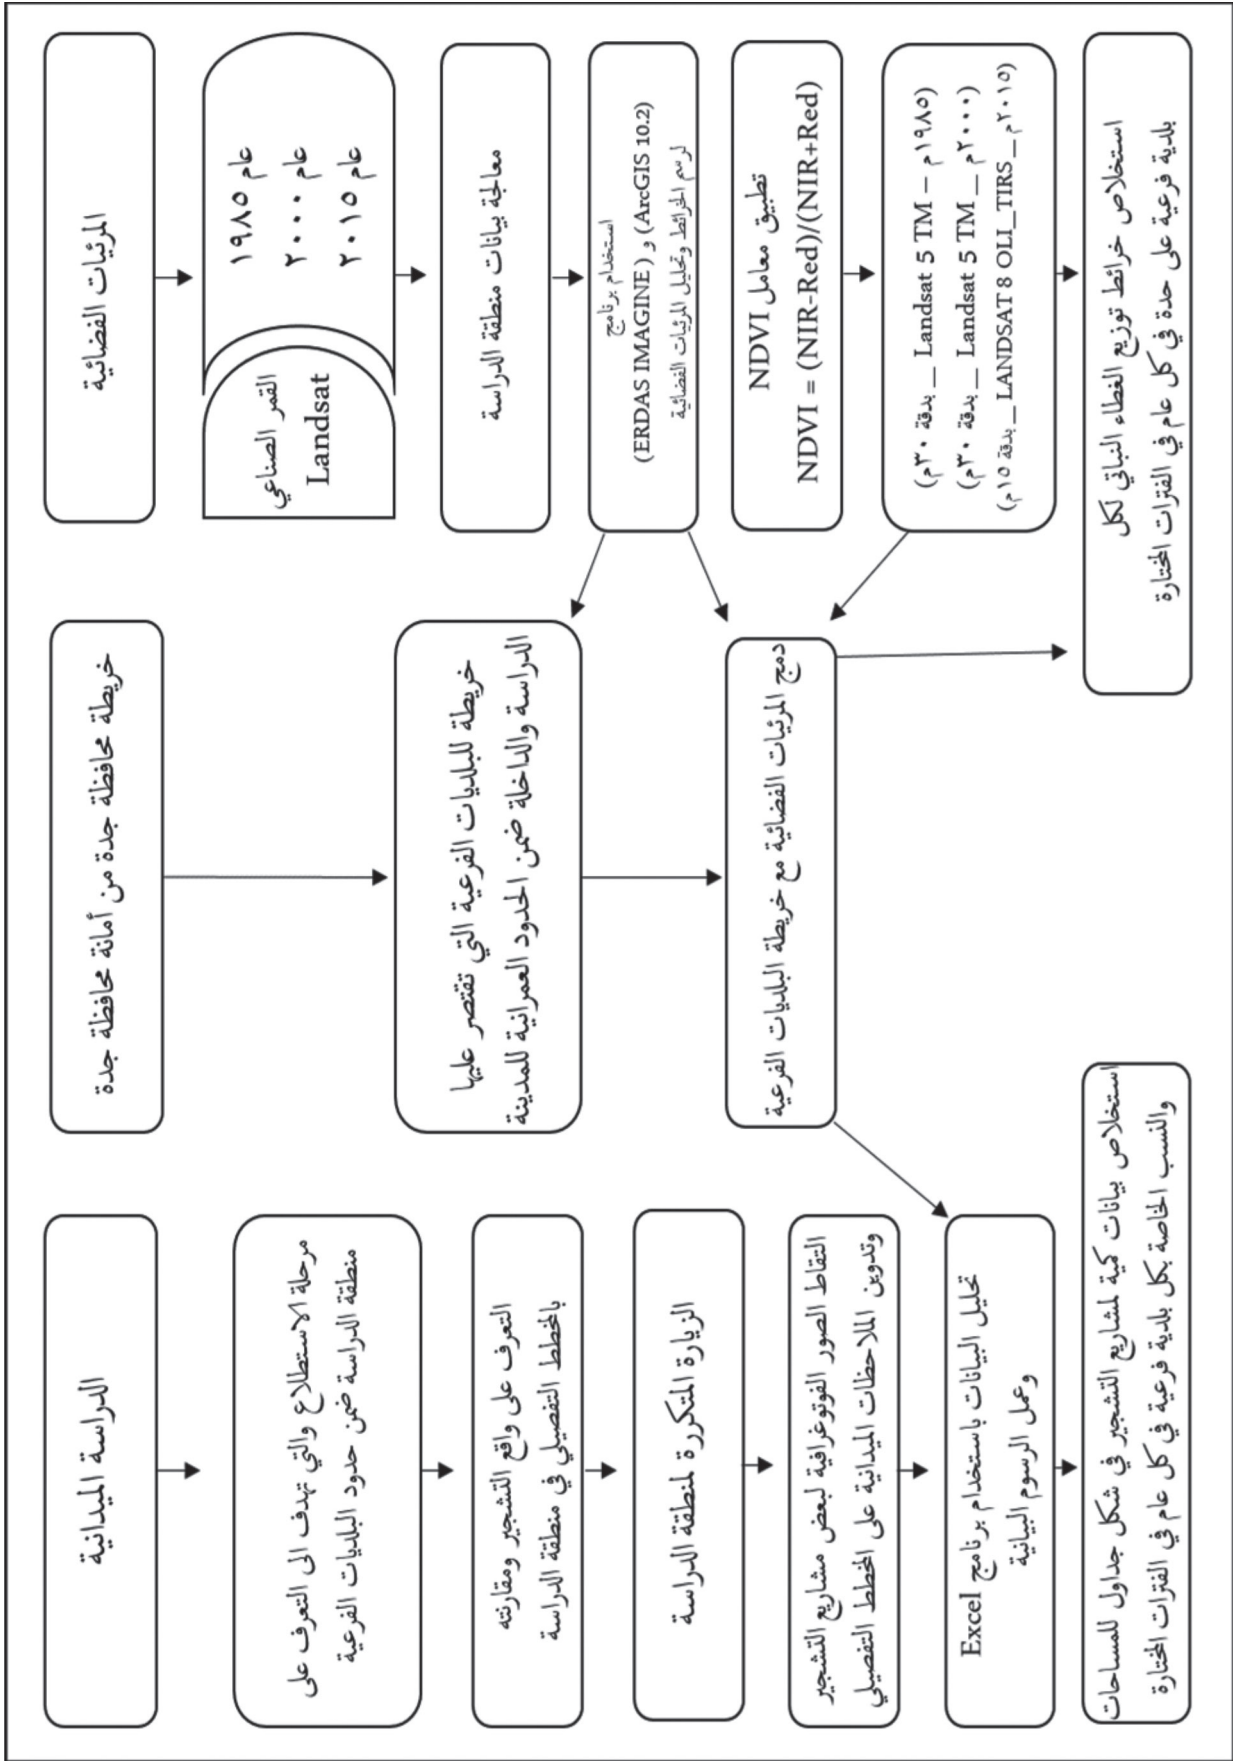 المرئيات الفضائية
القمر الصناعي
Landsat
عام ١٩٨٥
عام ٢٠٠٠
عام ٢٠١٥
معالجة بيانات منطقة الدراسة
استخدام برنامج
(ERDAS IMAGINE ) و (ArcGIS 10.2)
لرسم الخرائط وتحليل المرئيات الفضائية
تطبيق معامل NDVI
NDVI = (NIR-Red)/(NIR+Red)
(١٩٨٥م – Landsat 5 TM _ بدقة ٣٠م)
(٢٠٠٠م _ Landsat 5 TM _ بدقة ٣٠م)
(٢٠١٥م _ LANDSAT 8 OLI_TIRS _ بدقة ١٥م)
استخلاص خرائط توزيع الغطاء النباتي لكل
بلدية فرعية على حدة في كل عام في الفترات المختارة
خريطة محافظة جدة من أمانة محافظة جدة
خريطة للبلديات الفرعية التي تقتصر عليها
الدراسة والداخلة ضمن الحدود العمرانية للمدينة
دمج المرئيات الفضائية مع خريطة البلديات الفرعية
الدراسة الميدانية
مرحلة الاستطلاع والتي تهدف الى التعرف على
منطقة الدراسة ضمن حدود البلديات الفرعية
التعرف على واقع التشجير ومقارنته
بالمخطط التفصيلي في منطقة الدراسة
الزيارة المتكررة لمنطقة الدراسة
التقاط الصور الفوتوغرافية لبعض مشاريع التشجير
وتدوين الملاحظات الميدانية على المخطط التفصيلي
تحليل البيانات باستخدام برنامج Excel
وعمل الرسوم البيانية
استخلاص بيانات كمية لمشاريع التشجير في شكل جداول للمساحات
والنسب الخاصة بكل بلدية فرعية في كل عام في الفترات المختارة